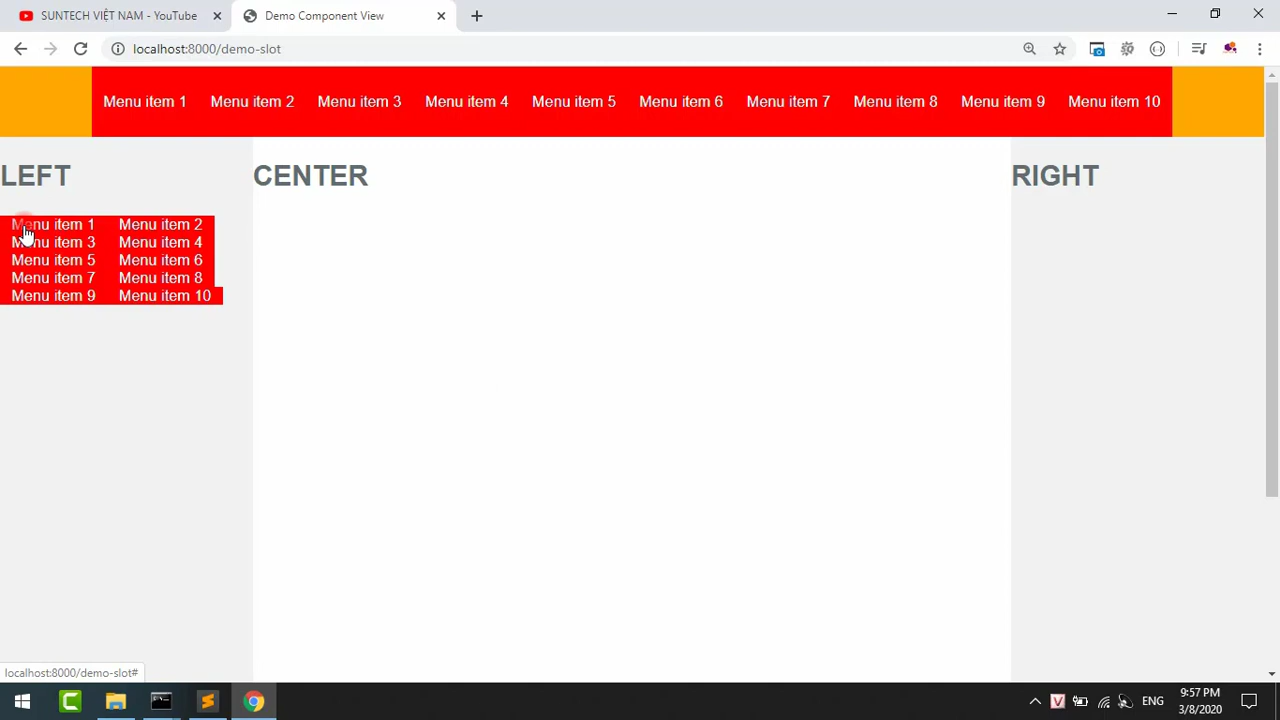 SUNTECH VIỆT NAM - YouTube
Demo Component View
localhost:8000/demo-slot
Menu item 1 Menu item 2 Menu item 3 Menu item 4 Menu item 5 Menu item 6 Menu item 7 Menu item 8 Menu item 9 Menu item 10
LEFT
CENTER
RIGHT
Menu item 1 Menu item 2
Menu item 3 Menu item 4
Menu item 5 Menu item 6
Menu item 7 Menu item 8
Menu item 9 Menu item 10
localhost:8000/demo-slot#
ENG
9:57 PM
3/8/2020